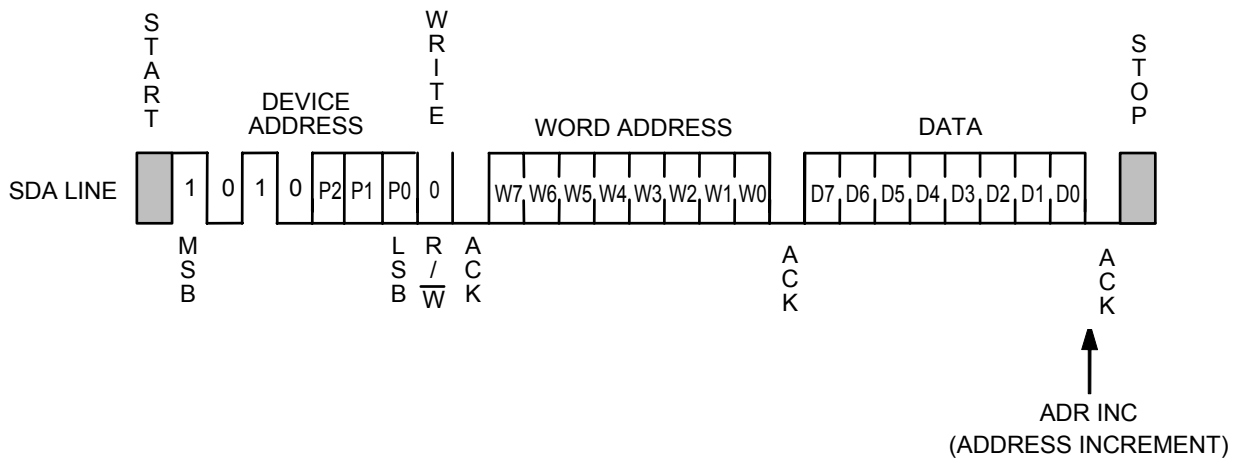 START
WRITE
STOP
DEVICE
ADDRESS
WORD ADDRESS
DATA
SDA LINE
1 0 1 0 P2 P1 P0 0
W7 W6 W5 W4 W3 W2 W1 W0
D7 D6 D5 D4 D3 D2 D1 D0
MSB
LSB
R/W̅
ACK
ACK
ACK
ADR INC
(ADDRESS INCREMENT)